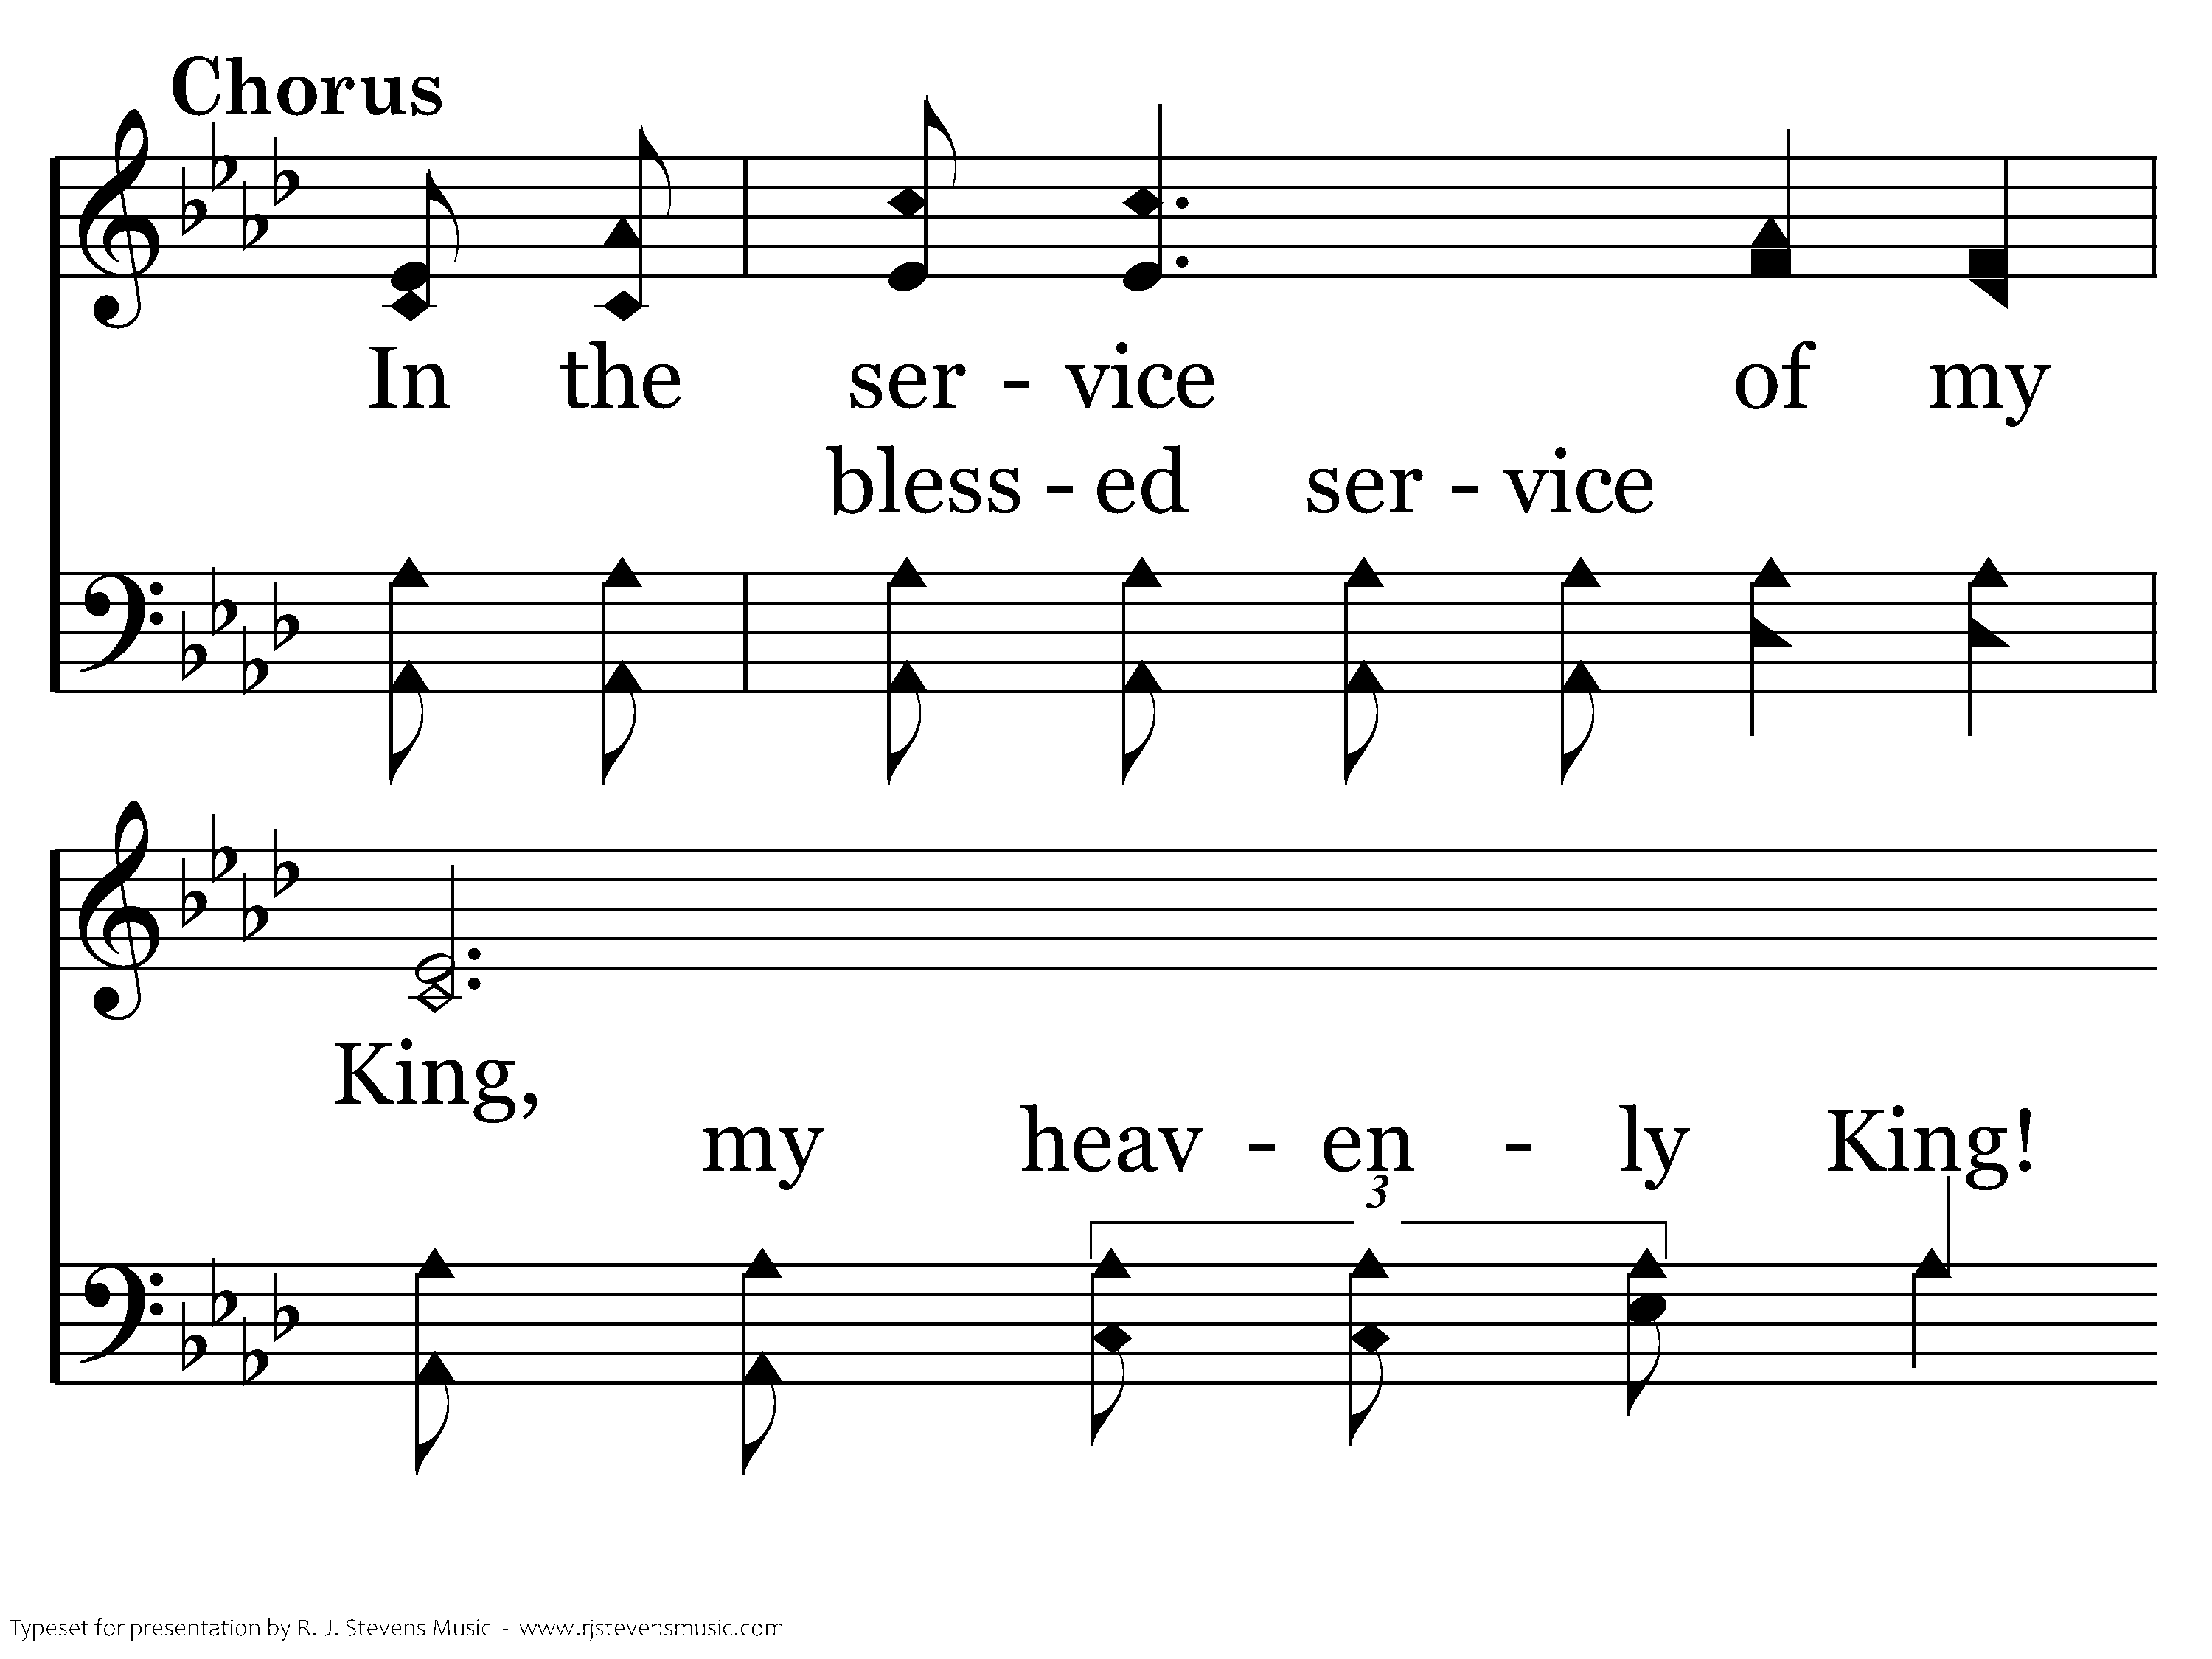 Chorus
In the ser - vice of my
bless - ed ser - vice
King,
my heav - en - ly King!
3
Typeset for presentation by R. J. Stevens Music - www.rjstevensmusic.com